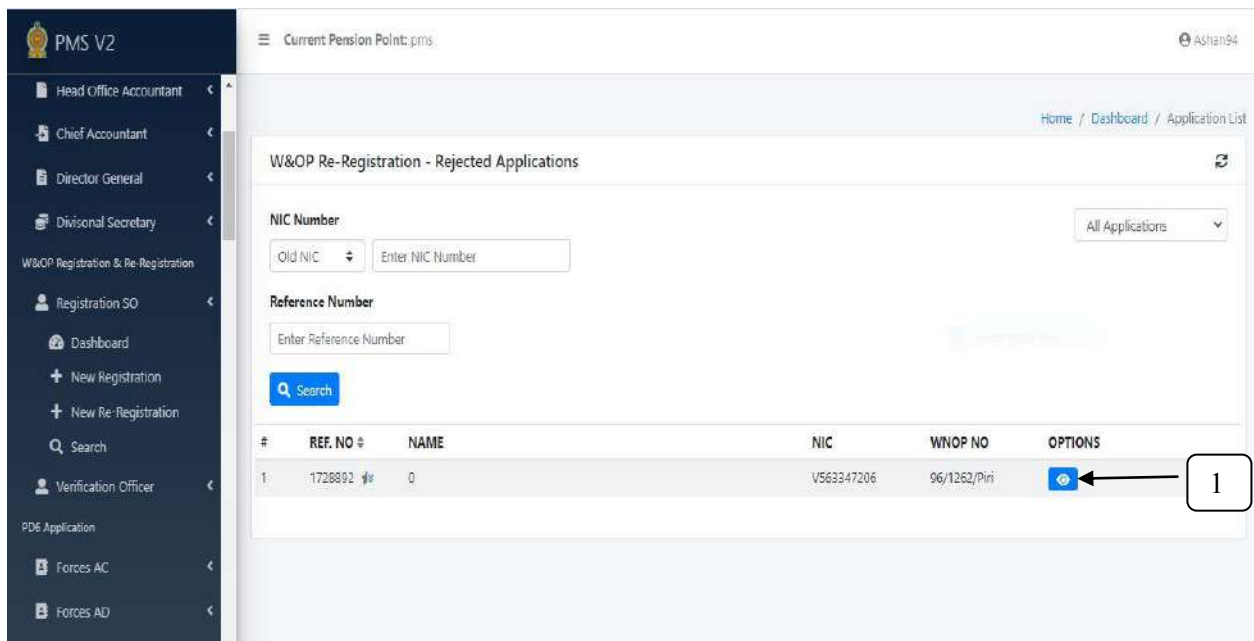 PMS V2
Current Pension Point: pms
Ashan94
Head Office Accountant
Chief Accountant
Director General
Divisonal Secretary
W&OP Registration & Re-Registration
Registration SO
Dashboard
New Registration
New Re-Registration
Search
Verification Officer
PD6 Application
Forces AC
Forces AD
Home / Dashboard / Application List
W&OP Re-Registration - Rejected Applications
NIC Number
All Applications
Old NIC Enter NIC Number
Reference Number
Enter Reference Number
Search
# REF. NO NAME NIC WNOP NO OPTIONS
1 1728892 0 V563347206 96/1262/Piri
1